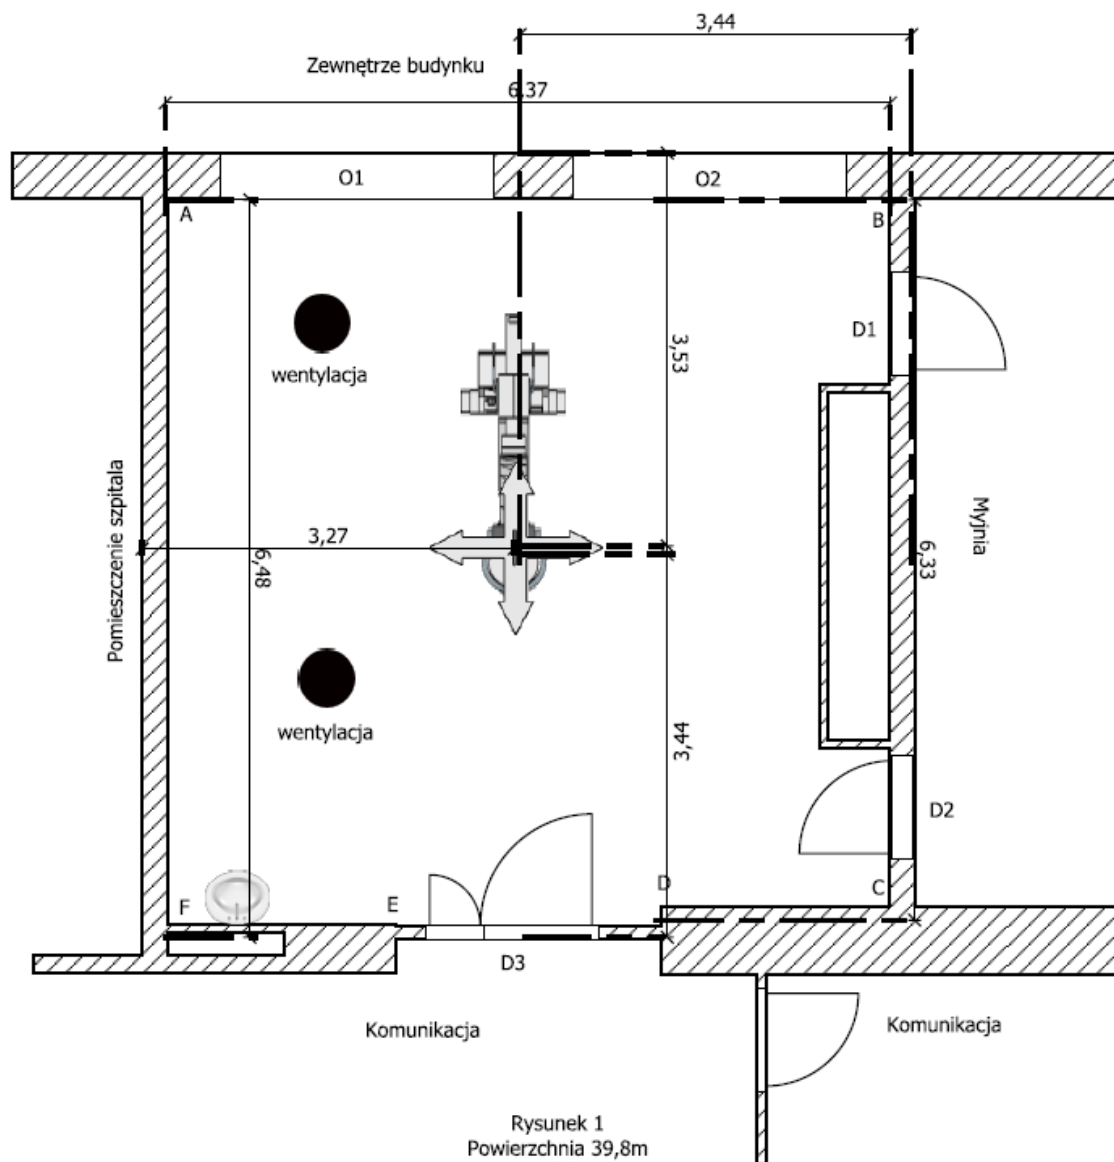 3,44
Zewnętrze budynku
6,37
O1
O2
A
B
D1
wentylacja
3,53
Pomieszczenie szpitala
3,27
6,48
Myjnia
6,33
wentylacja
3,44
D2
F
E
D
C
D3
Komunikacja
Komunikacja
Rysunek 1
Powierzchnia 39,8m